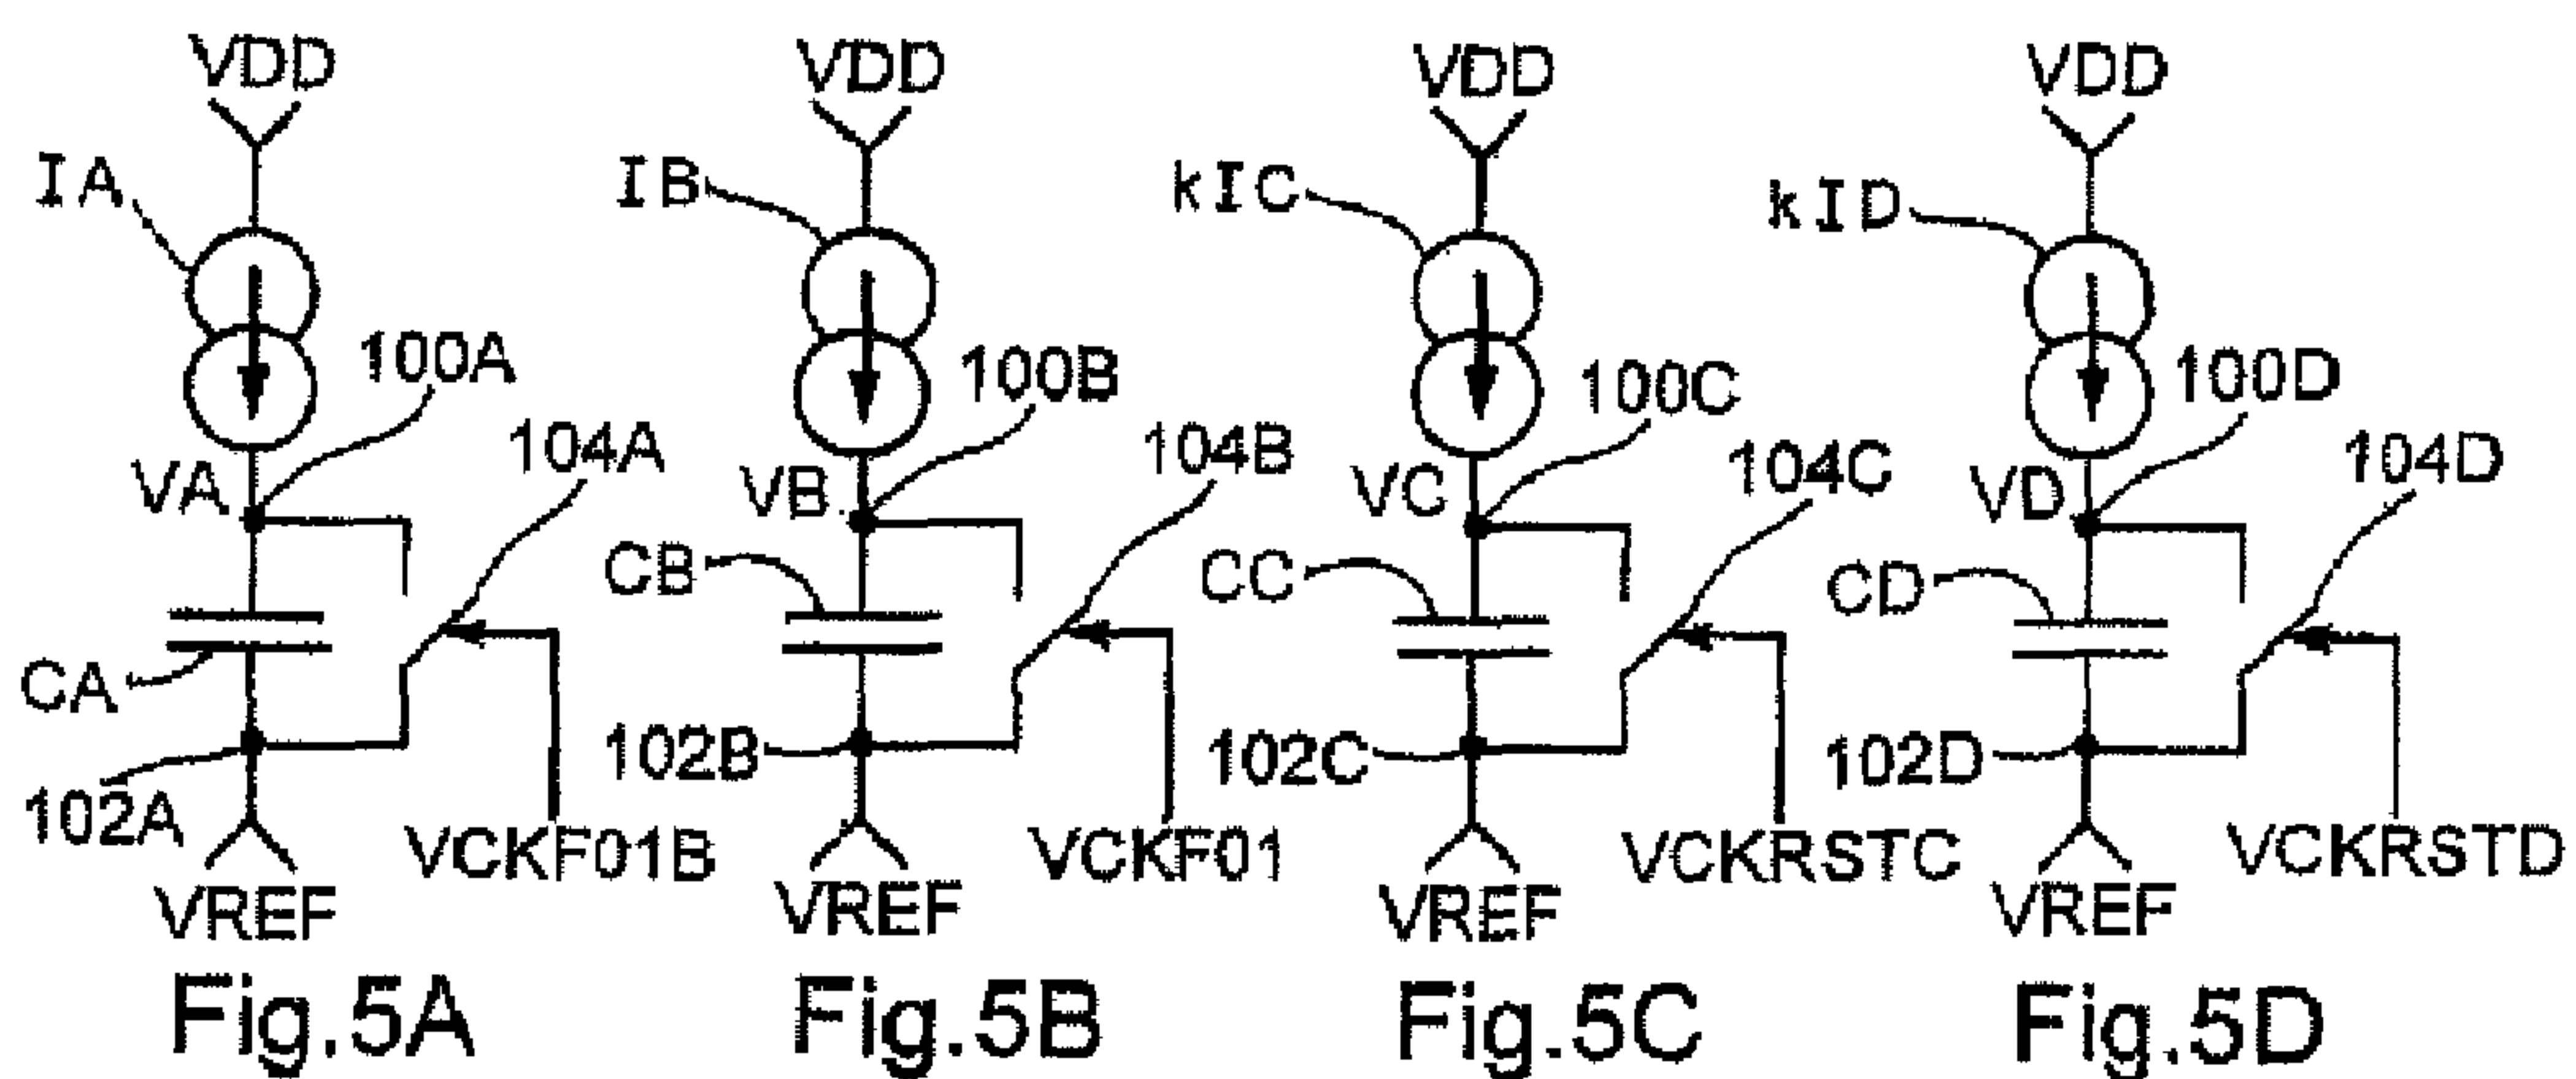 VDD VDD VDD VDD
IA IB kIC kID
100A 100B 100C 100D
104A 104B 104C 104D
VA VB VC VD
CA CB CC CD
102A 102B 102C 102D
VCKF01B VCKF01 VCKRSTC VCKRSTD
VREF VREF VREF VREF
Fig.5A Fig.5B Fig.5C Fig.5D